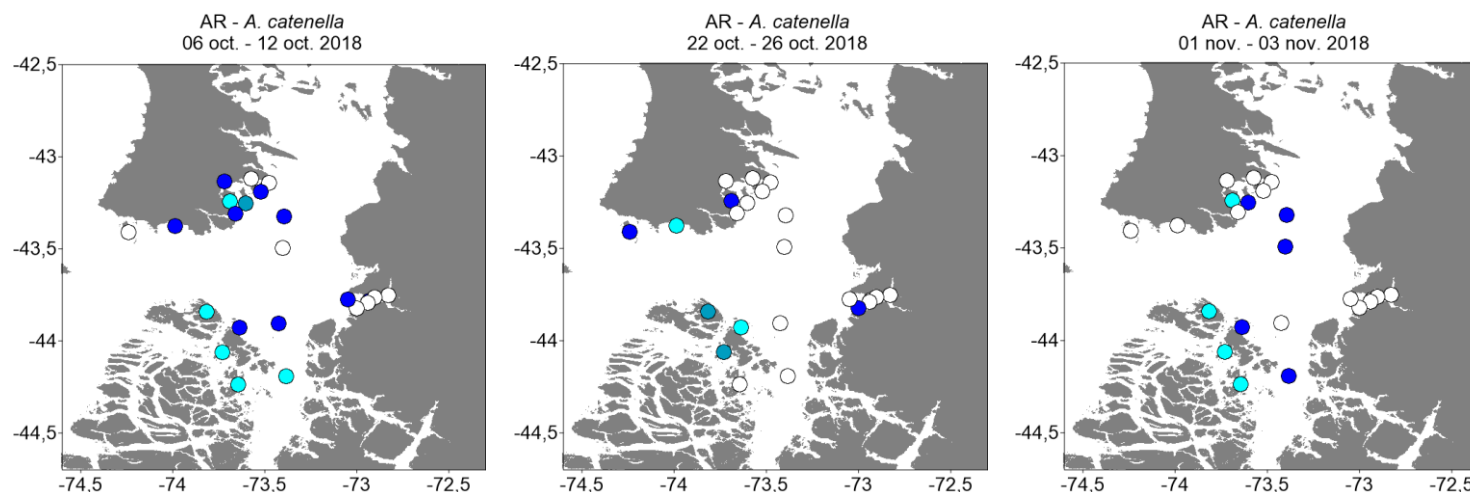 AR - A. catenella
06 oct. - 12 oct. 2018
-42,5
-43
-43,5
-44
-44,5
-74,5 -74 -73,5 -73 -72,5
AR - A. catenella
22 oct. - 26 oct. 2018
-42,5
-43
-43,5
-44
-44,5
-74,5 -74 -73,5 -73 -72,5
AR - A. catenella
01 nov. - 03 nov. 2018
-42,5
-43
-43,5
-44
-44,5
-74,5 -74 -73,5 -73 -72,5